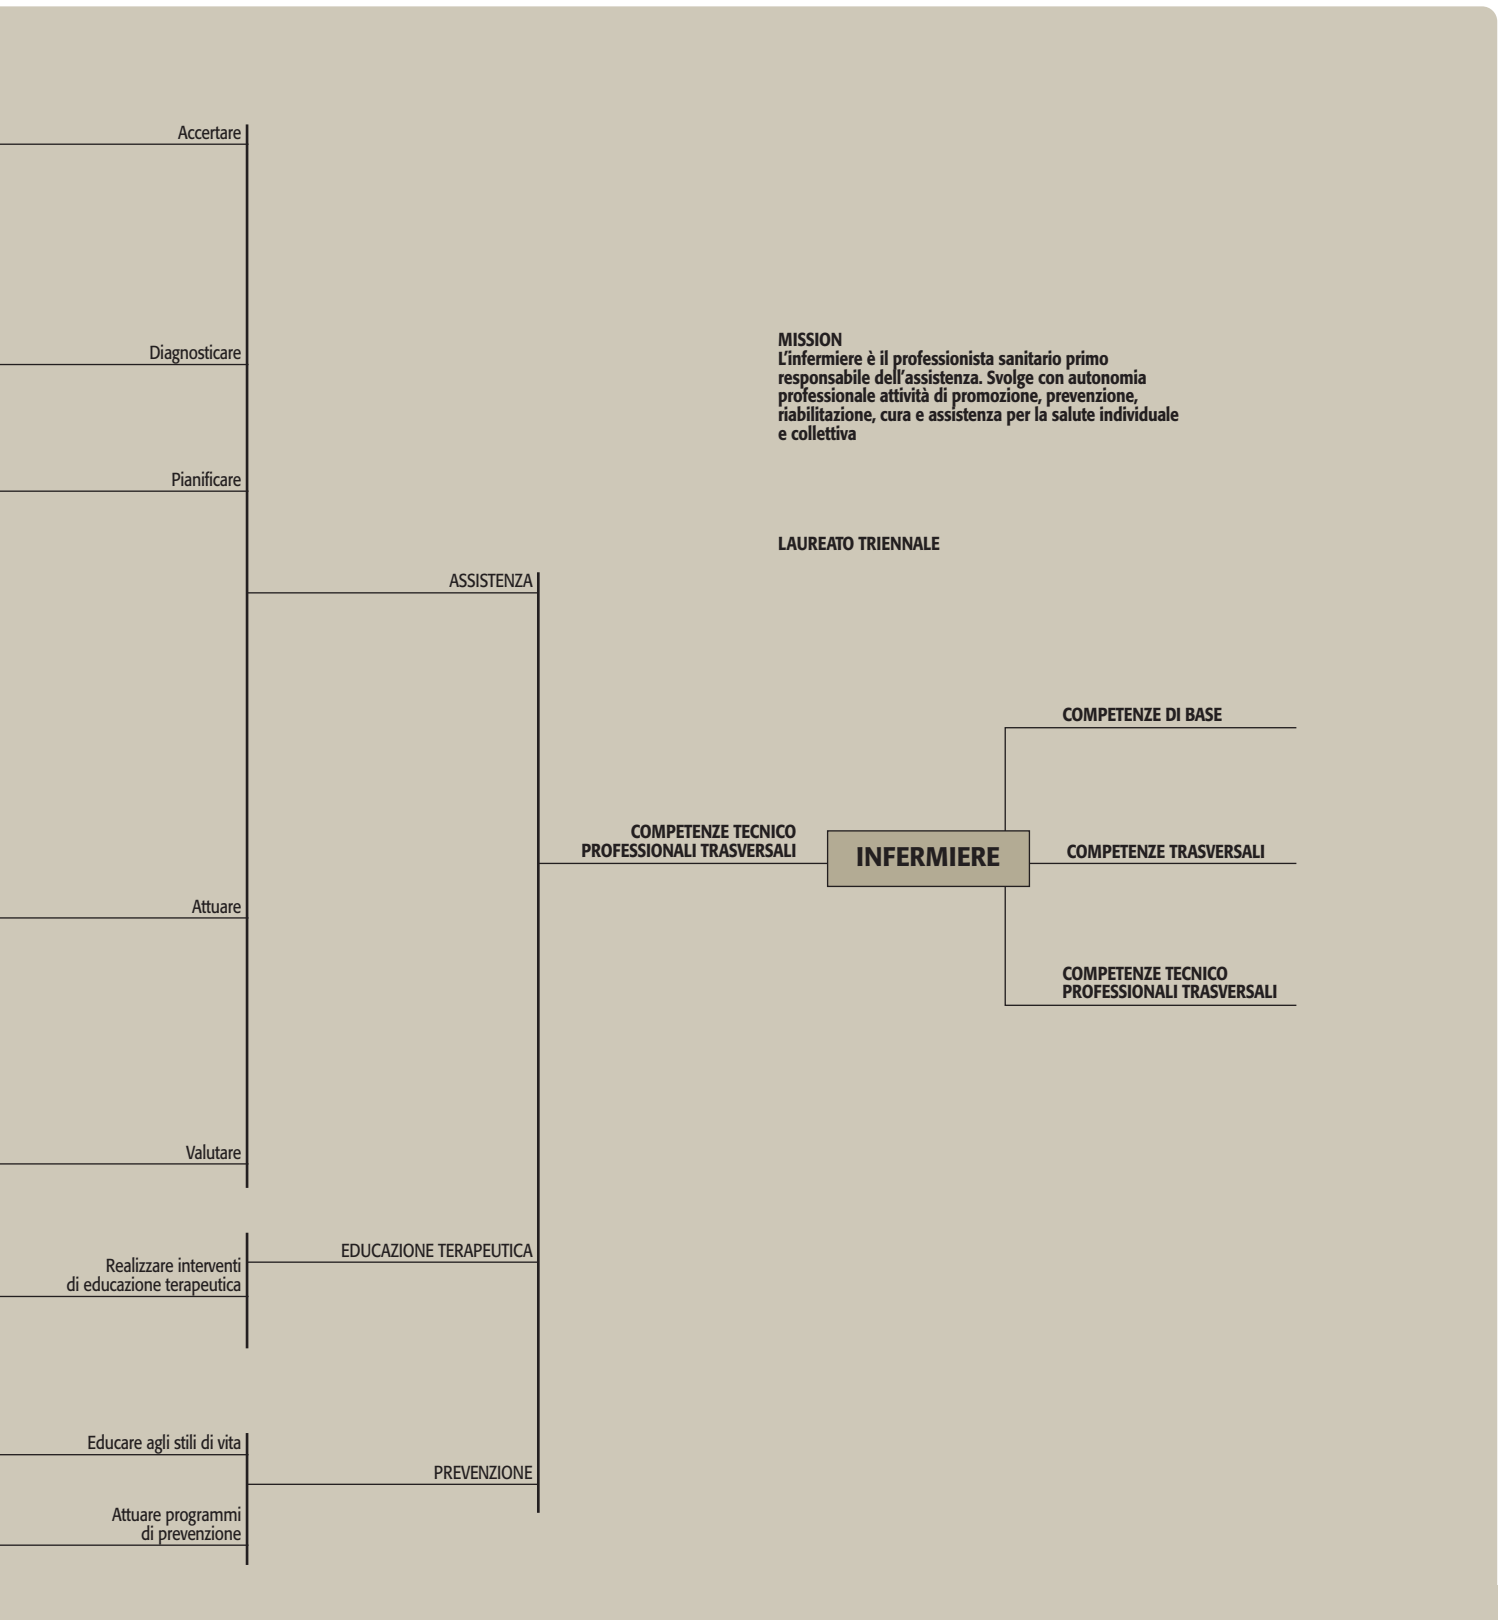 Accertare
MISSION
L'infermiere è il professionista sanitario primo
responsabile dell'assistenza. Svolge con autonomia
professionale attività di promozione, prevenzione,
riabilitazione, cura e assistenza per la salute individuale
e collettiva
Diagnosticare
Pianificare
LAUREATO TRIENNALE
ASSISTENZA
COMPETENZE DI BASE
COMPETENZE TECNICO
PROFESSIONALI TRASVERSALI
INFERMIERE
COMPETENZE TRASVERSALI
Attuare
COMPETENZE TECNICO
PROFESSIONALI TRASVERSALI
Valutare
EDUCAZIONE TERAPEUTICA
Realizzare interventi
di educazione terapeutica
Educare agli stili di vita
PREVENZIONE
Attuare programmi
di prevenzione